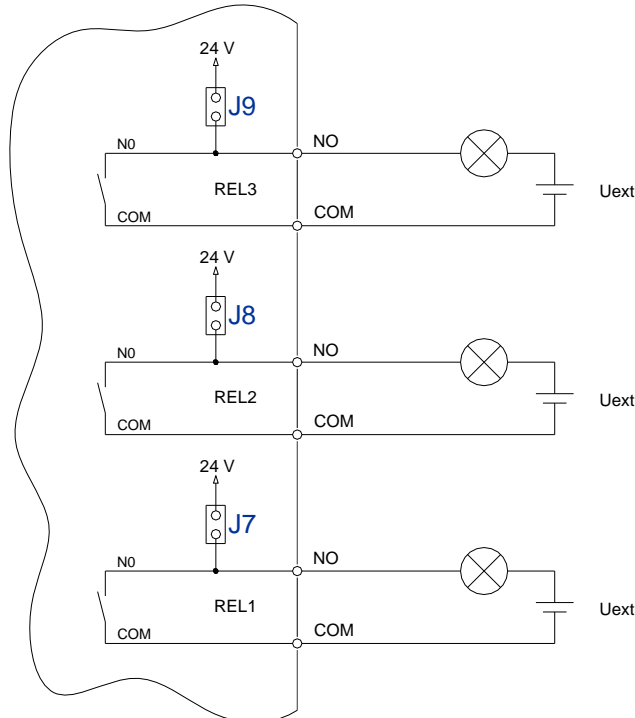 24 V
J9
N0
NO
REL3
Uext
COM
COM
24 V
J8
N0
NO
REL2
Uext
COM
COM
24 V
J7
N0
NO
REL1
Uext
COM
COM